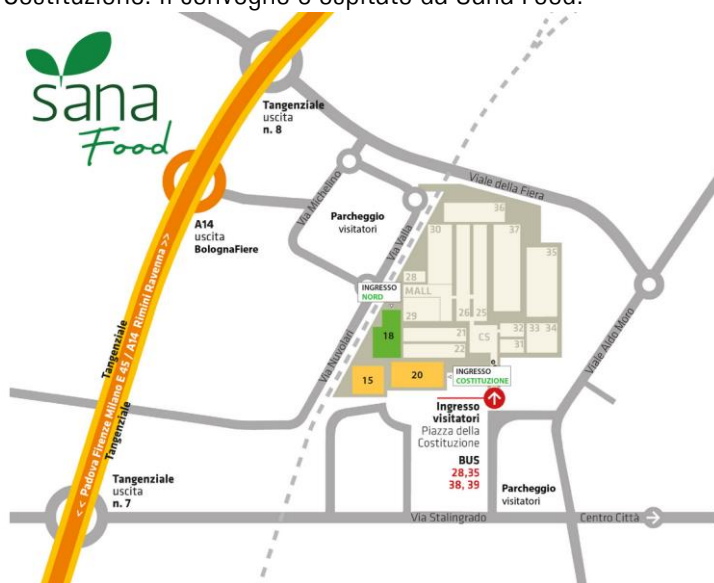 Costituzione. Il convegno è ospitato da Sana Food.
sana
Food
Tangenziale
uscita
n. 8
A14
uscita
BolognaFiere
Via Michelino
Parcheggio
visitatori
Via Valla
Viale della Fiera
36
30
37
35
28
INGRESSO
NORD
MALL
29
26
25
18
21
22
CS
32
33
34
31
Viale Aldo Moro
Via Nuvolari
15
20
INGRESSO
COSTITUZIONE
Ingresso
visitatori
Piazza della
Costituzione
BUS
28,35
38, 39
Tangenziale
Tangenziale
<< Padova Firenze Milano E 45 / A14 Rimini Ravenna >>
Tangenziale
uscita
n. 7
Parcheggio
visitatori
Via Stalingrado
Centro Città